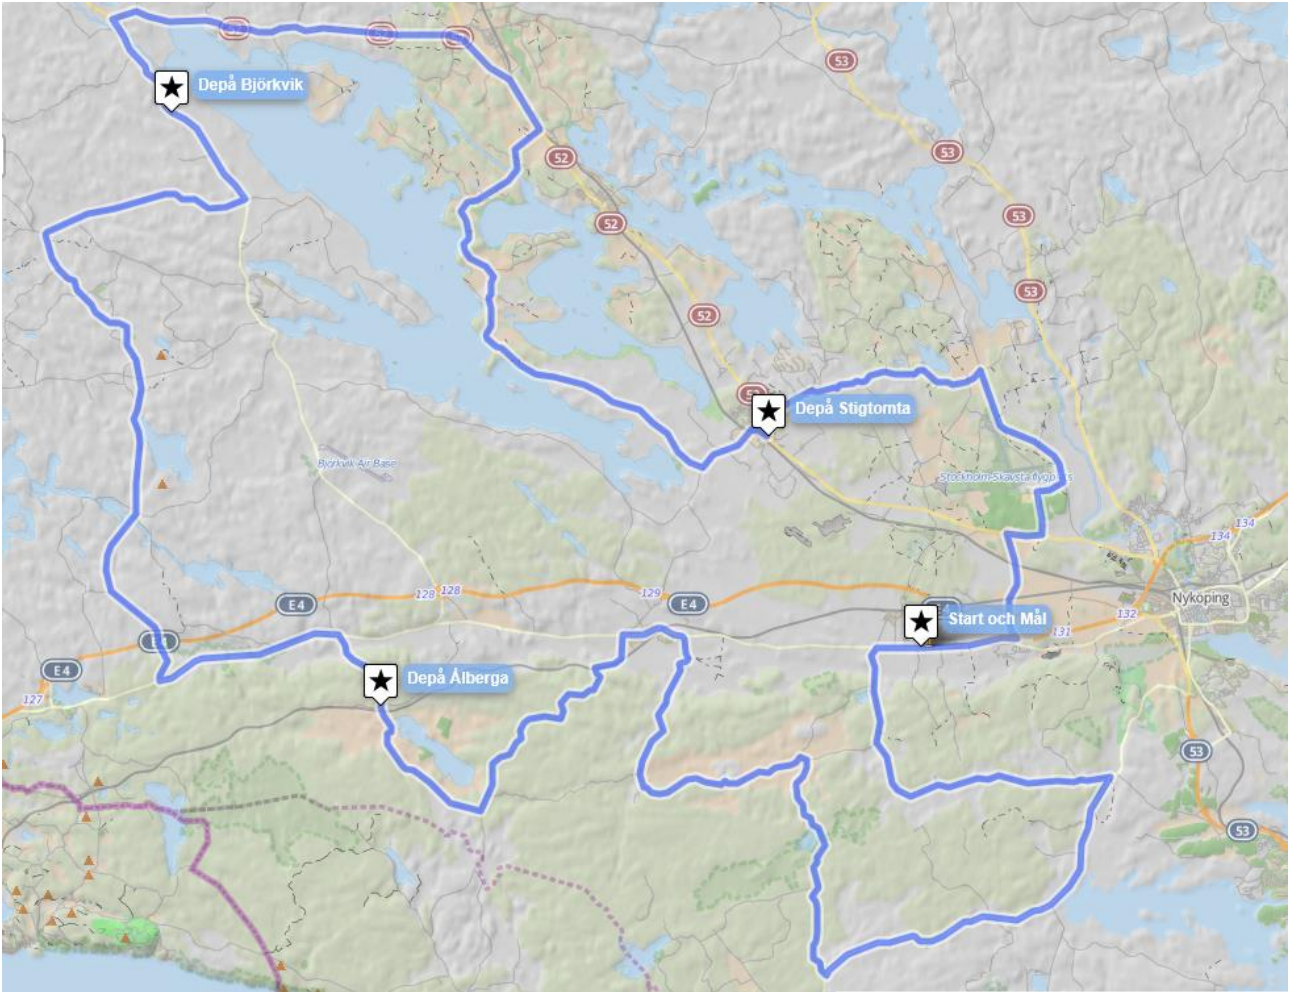 52
52
53
Depå Björkvik
53
52
53
52
53
52
Depå Stigtomta
Björkvik Air Base
Stockholm-Skavsta flygp
134
134
E4
128
128
129
E4
Nyköping
132
Start och Mål
131
E4
E4
Depå Ålberga
127
53
53